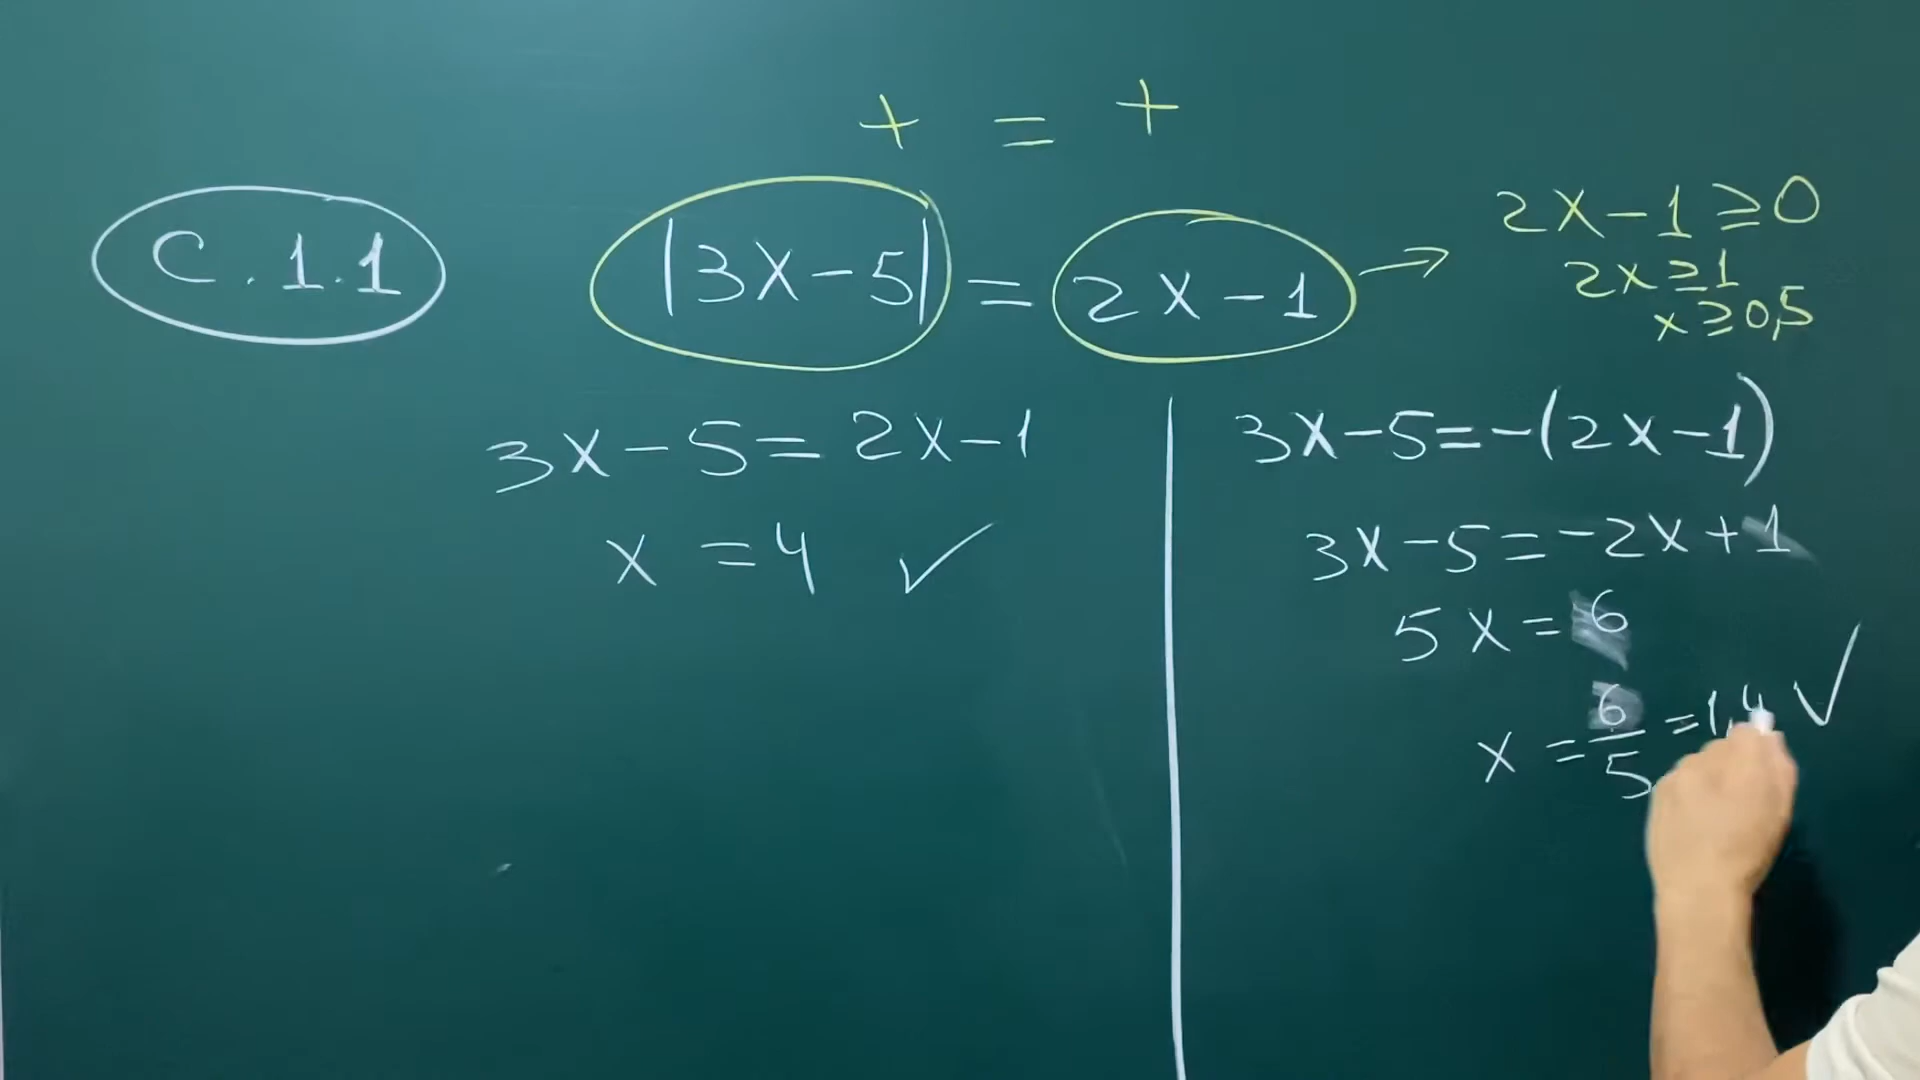 + = +
C.1.1
|3x-5| = 2x-1
2x-1≥0
2x≥1
x≥0,5
3x-5=2x-1
x=4 ✓
3x-5=-(2x-1)
3x-5=-2x+1
5x=6
x=6/5=1,4 ✓